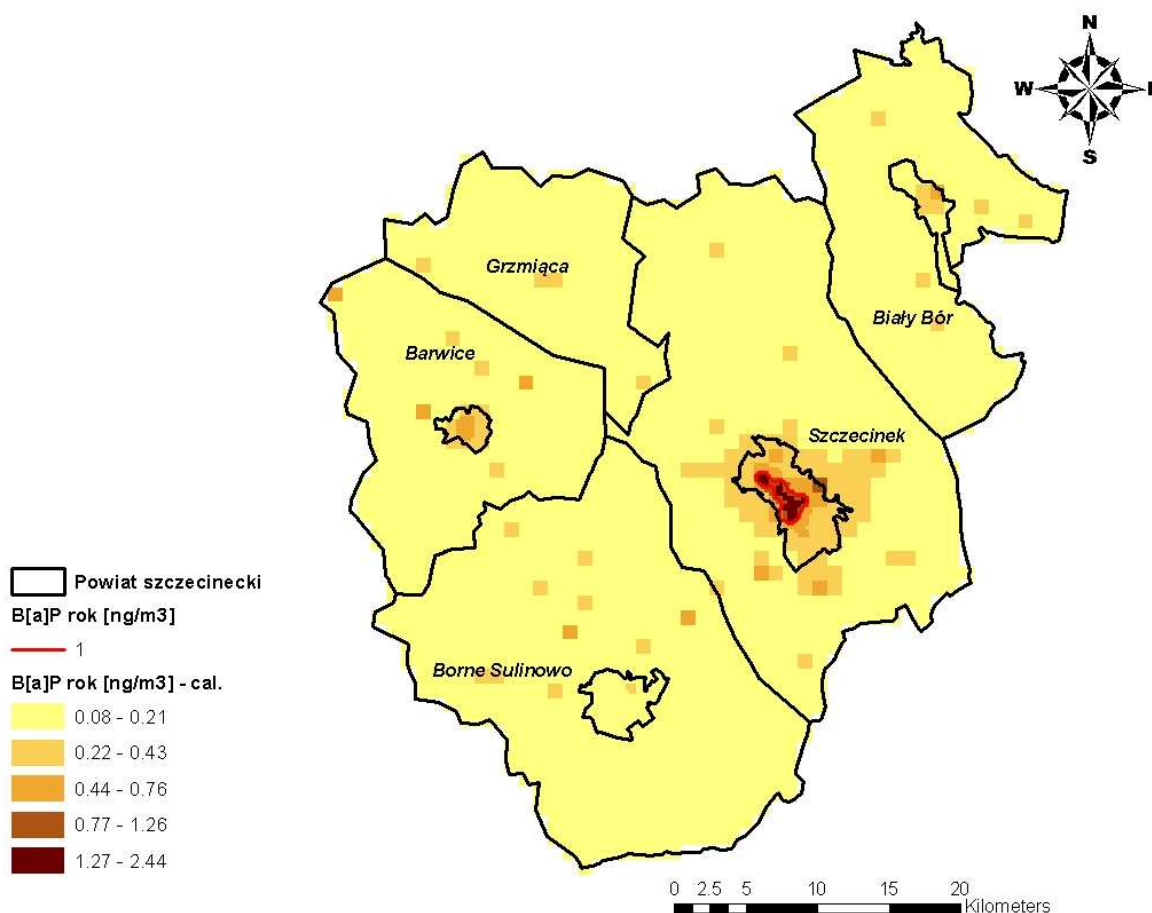 N
W
E
S
Grzmiąca
Biały Bór
Barwice
Szczecinek
Borne Sulinowo
Powiat szczecinecki
B[a]P rok [ng/m3]
1
B[a]P rok [ng/m3] - cal.
0.08 - 0.21
0.22 - 0.43
0.44 - 0.76
0.77 - 1.26
1.27 - 2.44
0 2.5 5 10 15 20
Kilometers